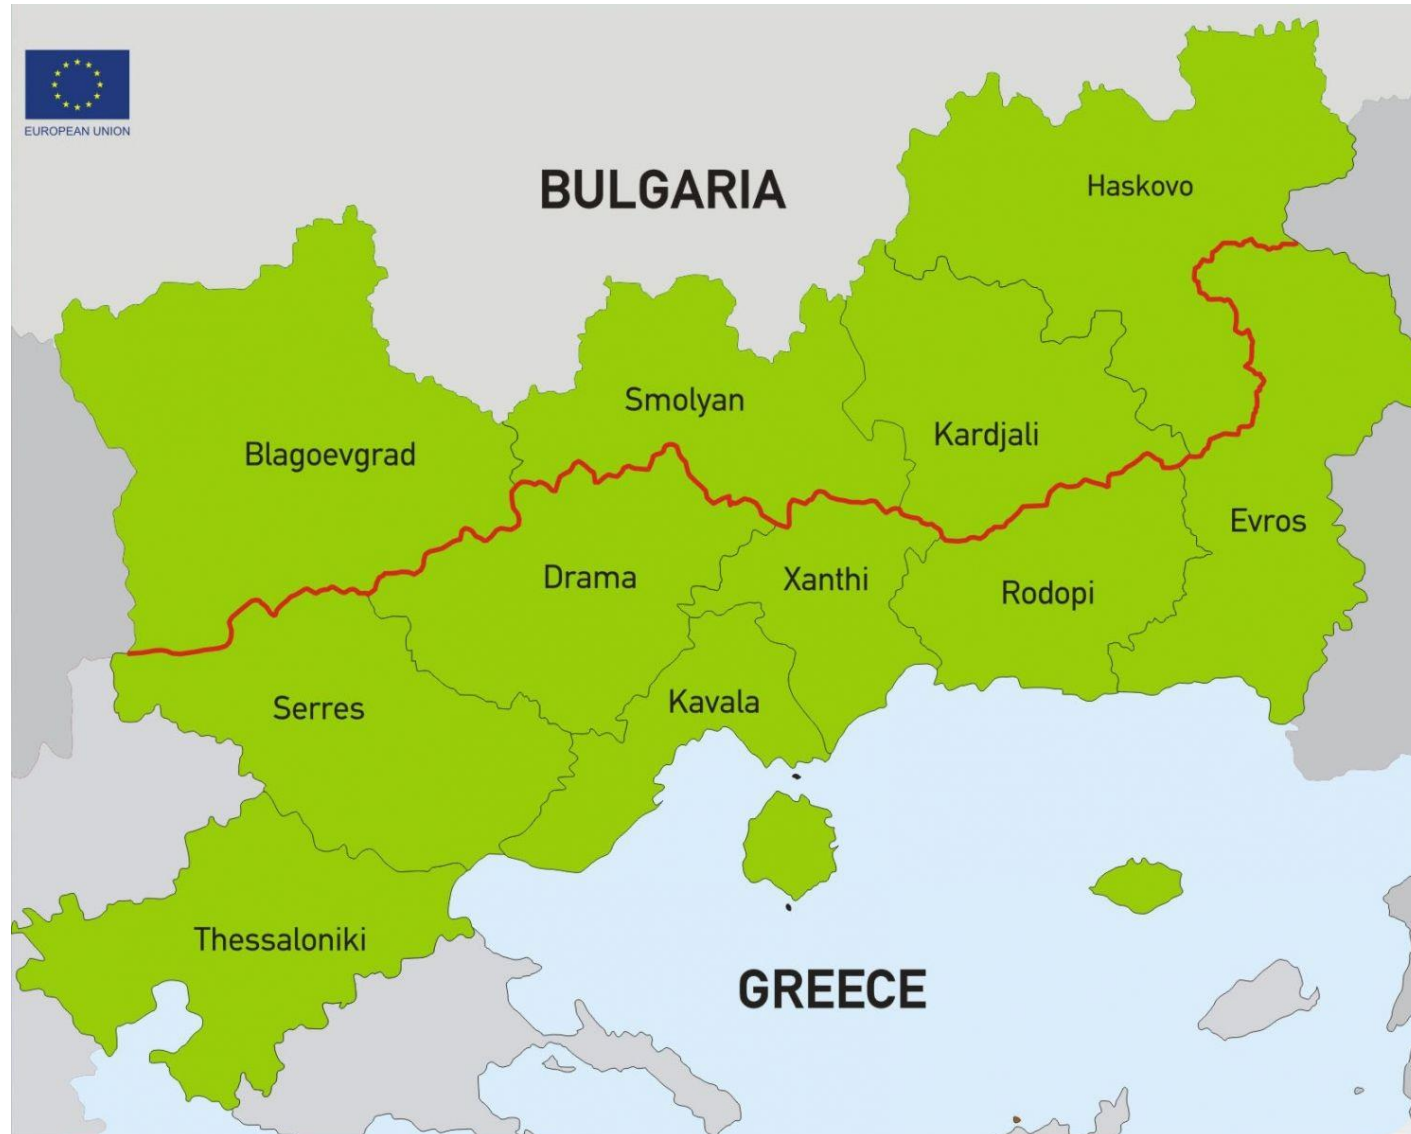 EUROPEAN UNION
BULGARIA
Haskovo
Smolyan
Kardjali
Blagoevgrad
Evros
Drama
Xanthi
Rodopi
Kavala
Serres
Thessaloniki
GREECE